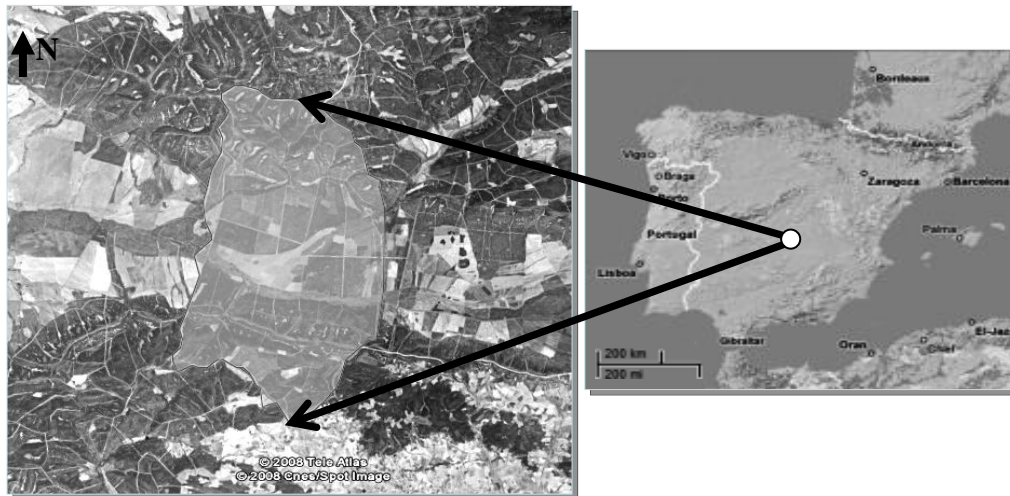 N
© 2008 Tele Atlas
© 2008 Cnes/Spot Image
Bordeaux
Andorra
Vigo
Braga
Porto
Zaragoza
Barcelona
Portugal
Palma
Lisboa
Gibraltar
Oran
Chlef
El-Jaz
200 km
200 mi